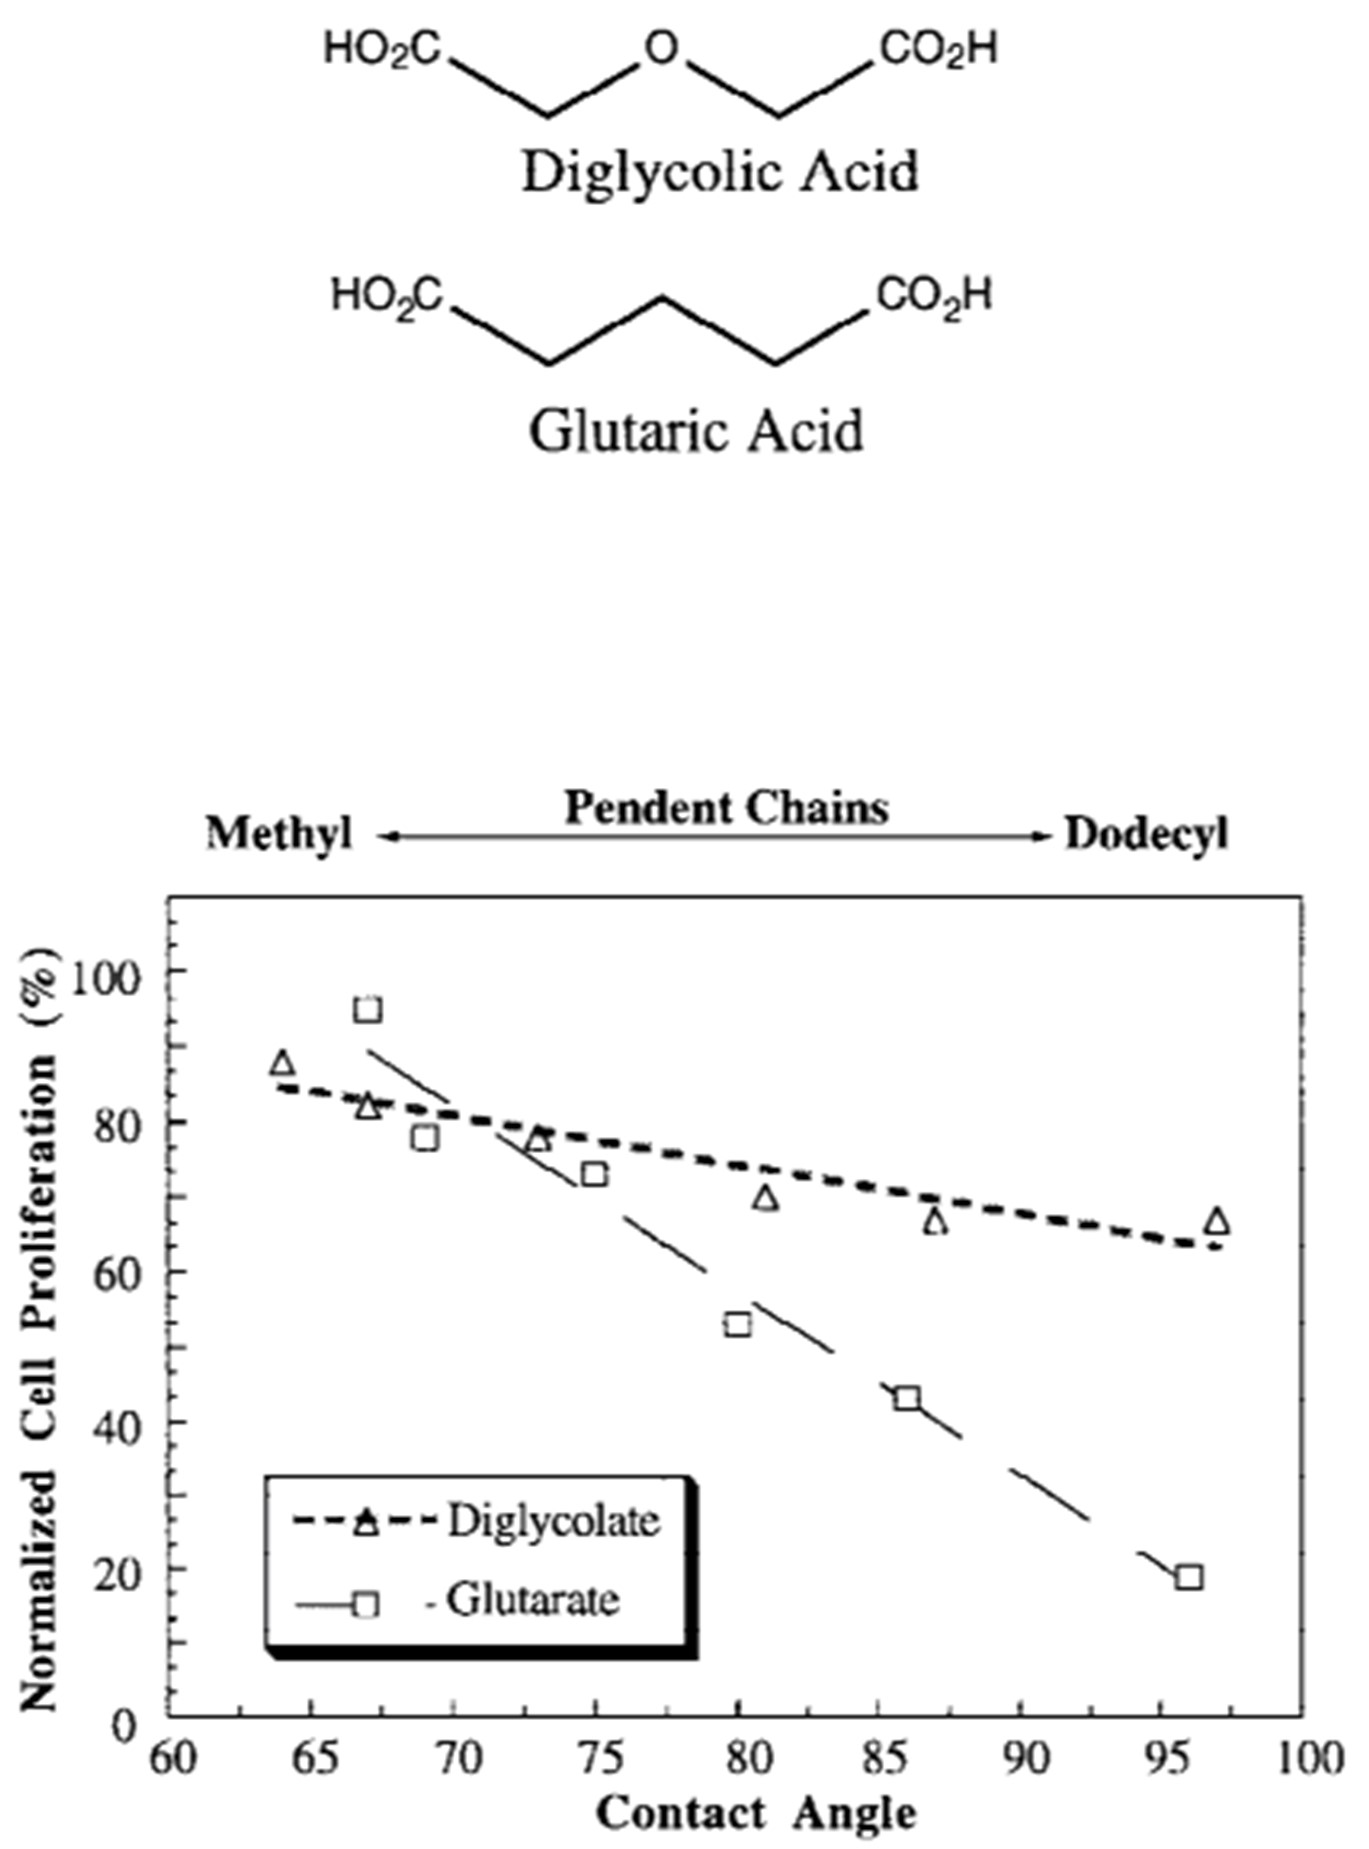 HO₂C O CO₂H
Diglycolic Acid
HO₂C CO₂H
Glutaric Acid
Pendent Chains
Methyl Dodecyl
Normalized Cell Proliferation (%)
100
80
60
40
20
0
Diglycolate
Glutarate
60 65 70 75 80 85 90 95 100
Contact Angle